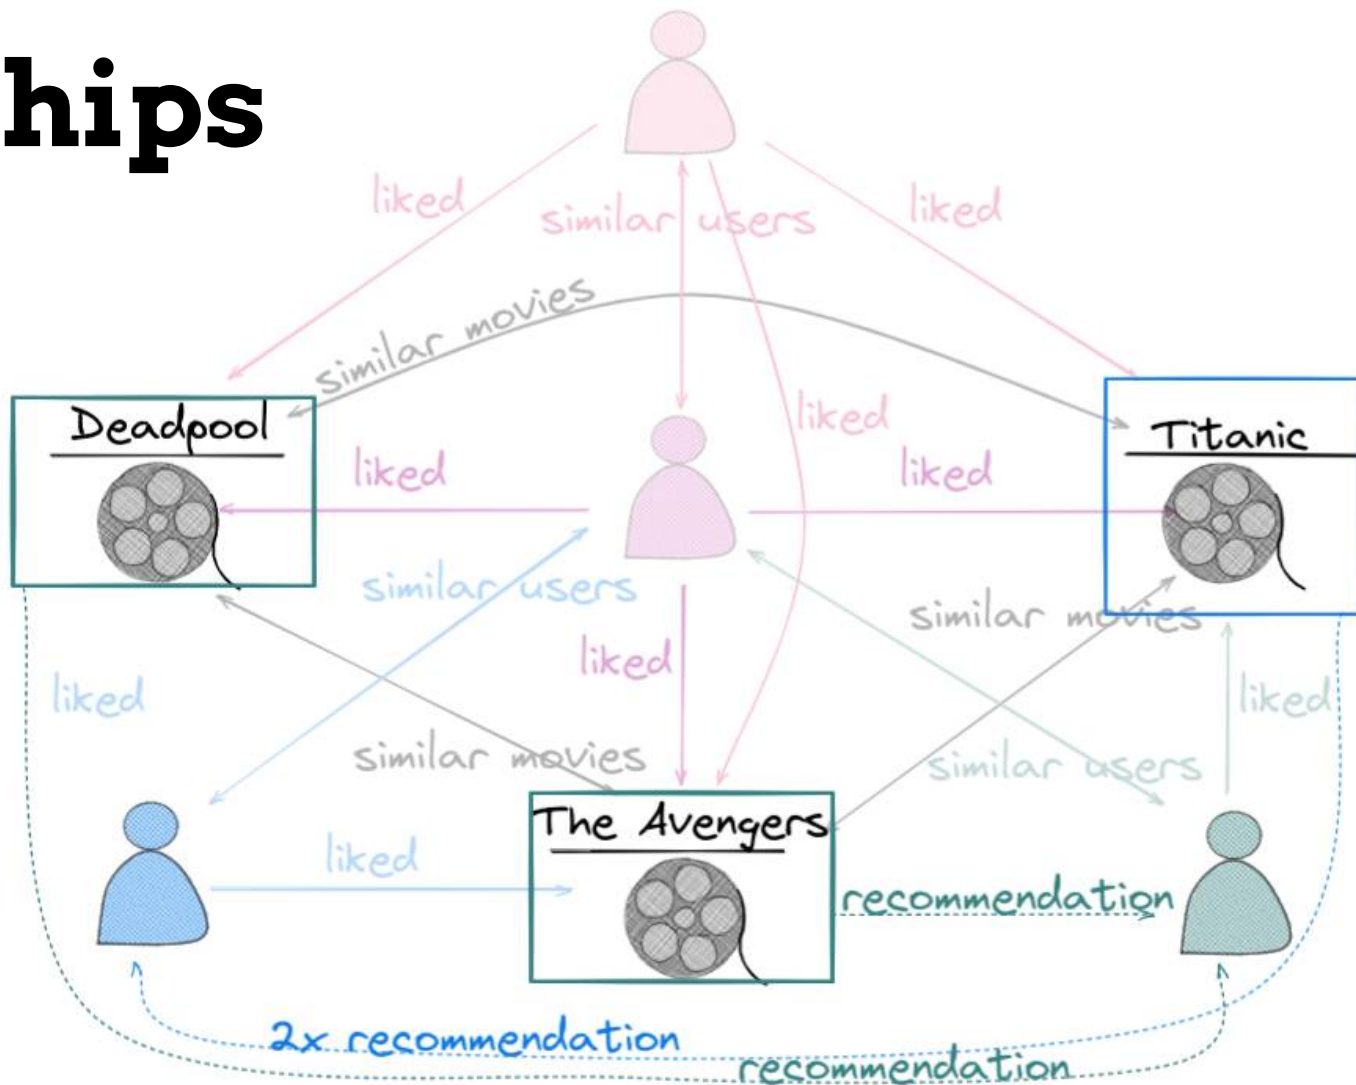 hips
liked
similar users
liked
similar movies
liked
Deadpool
Titanic
liked
liked
similar users
similar movies
liked
liked
liked
similar movies
similar users
The Avengers
liked
recommendation
2x recommendation
recommendation